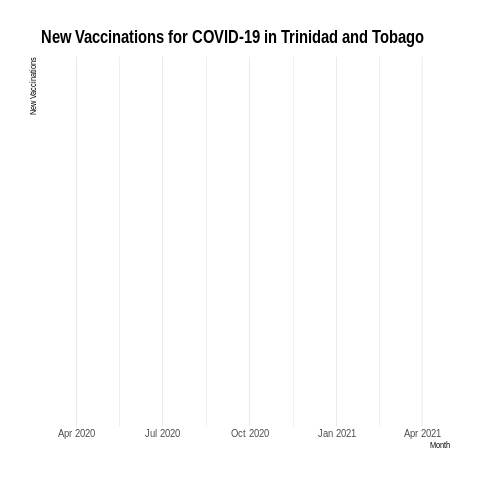 New Vaccinations for COVID-19 in Trinidad and Tobago
New Vaccinations
Apr 2020 Jul 2020 Oct 2020 Jan 2021 Apr 2021
Month